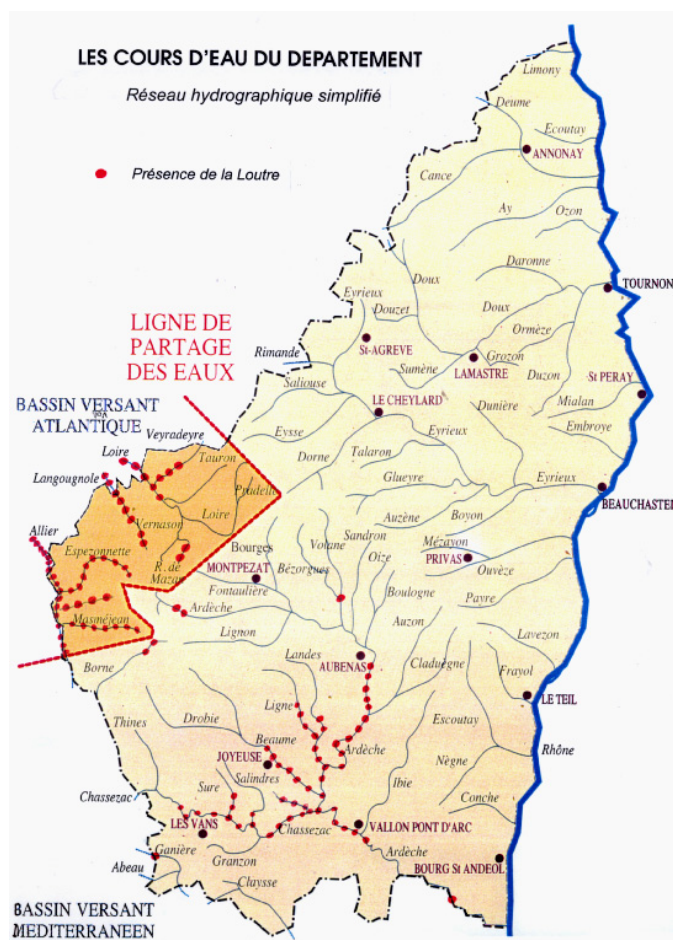 LES COURS D'EAU DU DEPARTEMENT
Réseau hydrographique simplifié
Présence de la Loutre
Limony
Deume
Ecoutay
ANNONAY
Cance
Ay
Ozon
Doux
Daronne
TOURNON
Eyrieux
Douzet
Doux
Ormèze
LIGNE DE
PARTAGE
DES EAUX
St-AGREVE
Rimande
Grozon
LAMASTRE
Sumène
Duzon
St PERAY
Saliouse
LE CHEYLARD
Dunière
Mialan
BASSIN VERSANT
ATLANTIQUE
Veyradeyre
Eysse
Eyrieux
Embroye
Loire
Tauron
Dorne
Talaron
Langougnole
Glueyre
Eyrieux
Pradelle
BEAUCHASTEL
Loire
Auzène
Boyon
Allier
Vernason
Volane
Sandron
Mézayon
Espezonnette
Bourges
Oize
PRIVAS
R. de
Mazan
MONTPEZAT
Bézorgues
Ouvèze
Fontaulière
Boulogne
Payre
Ardèche
Masméjean
Auzon
Lignon
Lavezon
Borne
Landes
AUBENAS
Claduègne
Frayol
LE TEIL
Thines
Drobie
Ligne
Escoutay
Beaume
Ardèche
Rhône
JOYEUSE
Nègne
Salindres
Ibie
Chassezac
Sure
Conche
LES VANS
Chassezac
VALLON PONT D'ARC
Ganière
Granzon
Ardèche
Abeau
BOURG St ANDEOL
Claysse
BASSIN VERSANT
MEDITERRANEEN